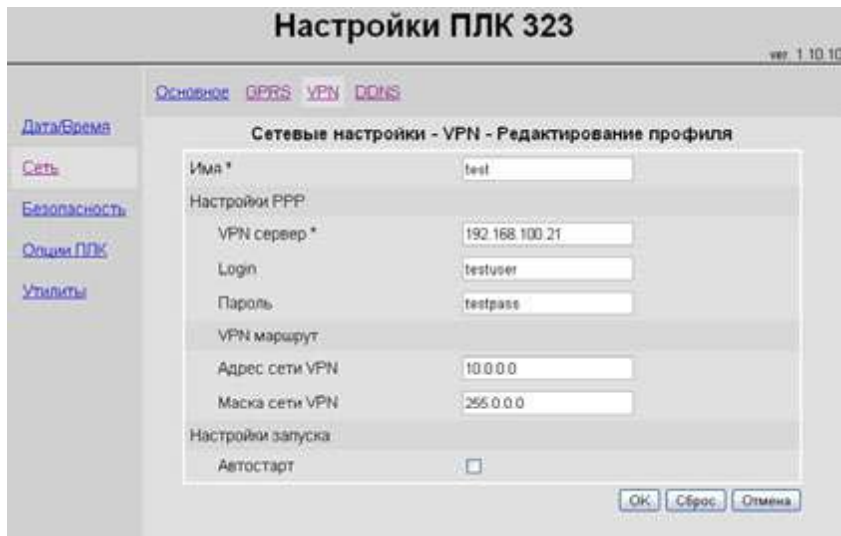 Настройки ПЛК 323
ver. 1.10.10
Основное GPRS VPN DDNS
Дата/Время
Сеть
Безопасность
Опции ПЛК
Утилиты
Сетевые настройки - VPN - Редактирование профиля
Имя * test
Настройки PPP
VPN сервер * 192.168.100.21
Login testuser
Пароль testpass
VPN маршрут
Адрес сети VPN 10.0.0.0
Маска сети VPN 255.0.0.0
Настройки запуска
Автостарт
OK Сброс Отмена